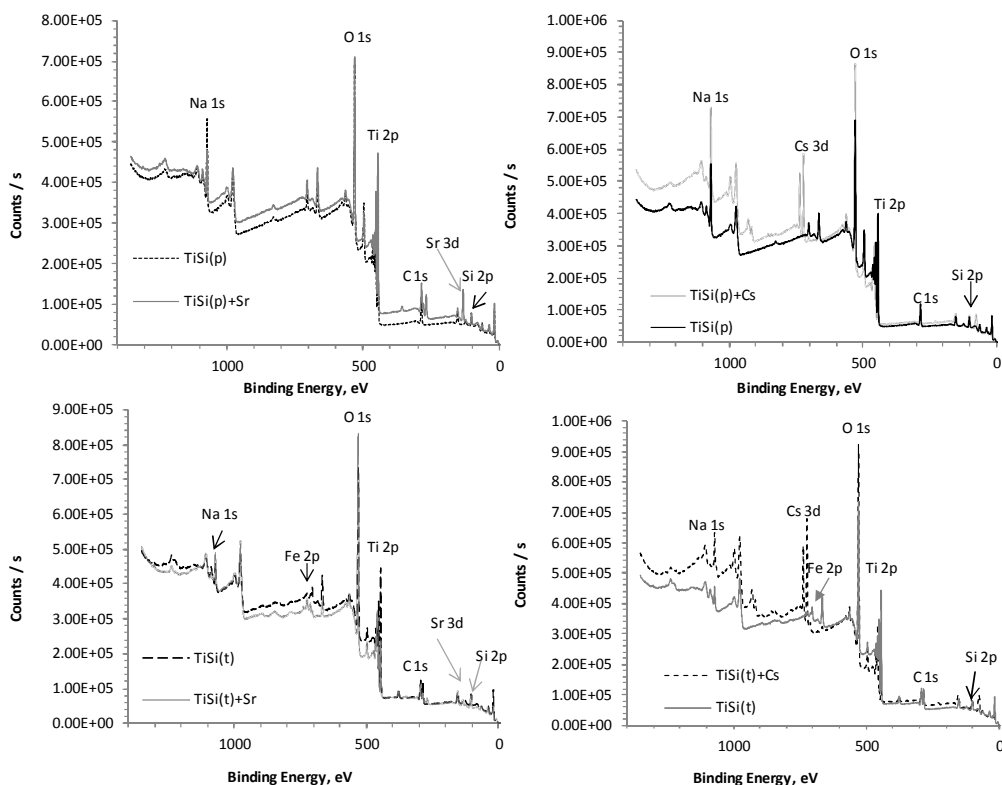 8.00E+05
7.00E+05
6.00E+05
5.00E+05
4.00E+05
3.00E+05
2.00E+05
1.00E+05
0.00E+00
Counts / s
O 1s
Na 1s
Ti 2p
Sr 3d
Si 2p
C 1s
TiSi(p)
TiSi(p)+Sr
1000
500
0
Binding Energy, eV
1.00E+06
9.00E+05
8.00E+05
7.00E+05
6.00E+05
5.00E+05
4.00E+05
3.00E+05
2.00E+05
1.00E+05
0.00E+00
Counts / s
O 1s
Na 1s
Cs 3d
Ti 2p
C 1s
Si 2p
TiSi(p)+Cs
TiSi(p)
1000
500
0
Binding Energy, eV
9.00E+05
8.00E+05
7.00E+05
6.00E+05
5.00E+05
4.00E+05
3.00E+05
2.00E+05
1.00E+05
0.00E+00
Counts / s
O 1s
Na 1s
Fe 2p
Ti 2p
Sr 3d
Si 2p
C 1s
TiSi(t)
TiSi(t)+Sr
1000
500
0
Binding Energy, eV
1.00E+06
9.00E+05
8.00E+05
7.00E+05
6.00E+05
5.00E+05
4.00E+05
3.00E+05
2.00E+05
1.00E+05
0.00E+00
Counts / s
O 1s
Na 1s
Cs 3d
Fe 2p
Ti 2p
C 1s
Si 2p
TiSi(t)+Cs
TiSi(t)
1000
500
0
Binding Energy, eV